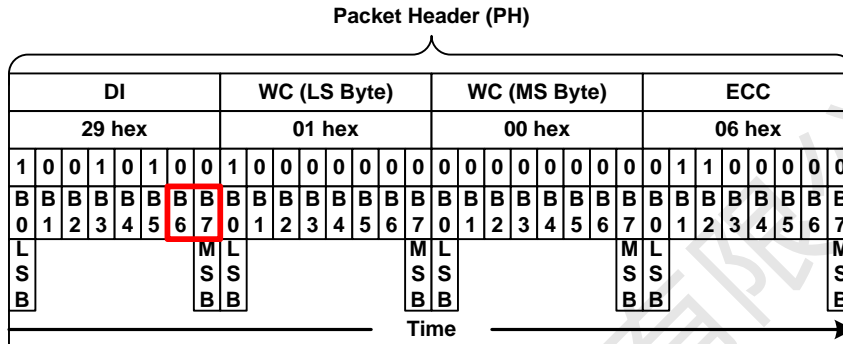 Packet Header (PH)
DI WC (LS Byte) WC (MS Byte) ECC
29 hex 01 hex 00 hex 06 hex
1 0 0 1 0 1 0 0 1 0 0 0 0 0 0 0 0 0 0 0 0 0 0 0 0 1 1 0 0 0 0 0
B B B B B B B B B B B B B B B B B B B B B B B B B B B B B B B B
0 1 2 3 4 5 6 7 0 1 2 3 4 5 6 7 0 1 2 3 4 5 6 7 0 1 2 3 4 5 6 7
L M L M L M L M
S S S S S S S S
B B B B B B B B
Time
有限公